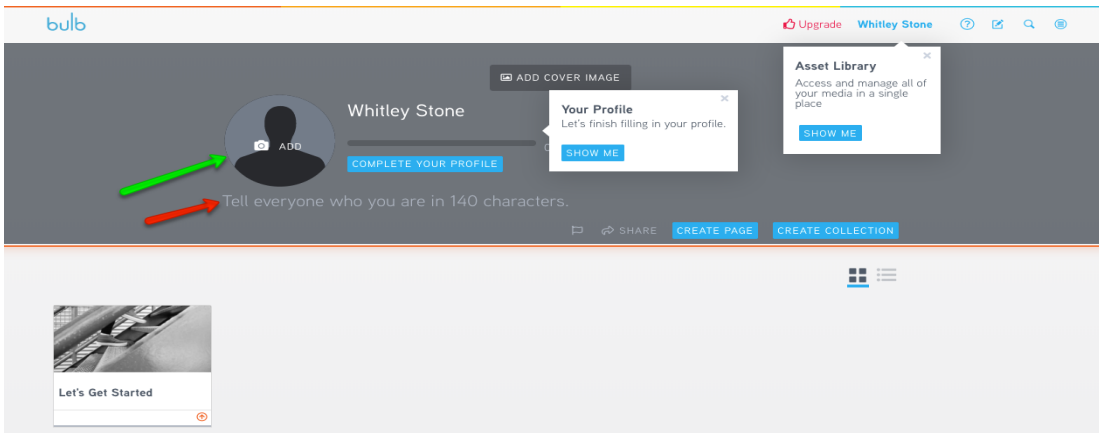 bulb
Upgrade Whitley Stone
ADD COVER IMAGE
Asset Library
Access and manage all of
your media in a single
place
SHOW ME
Whitley Stone
Your Profile
Let's finish filling in your profile.
SHOW ME
ADD
COMPLETE YOUR PROFILE
Tell everyone who you are in 140 characters.
SHARE CREATE PAGE CREATE COLLECTION
Let's Get Started